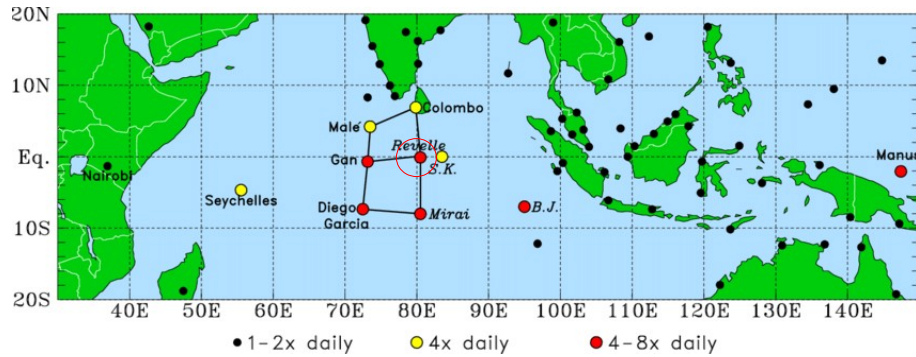 20N
10N
Eq.
10S
20S
Colombo
Malé
Revelle
Gan
S.K.
Nairobi
Manus
Seychelles
Diego
Garcia
Mirai
B.J.
40E 50E 60E 70E 80E 90E 100E 110E 120E 130E 140E
1-2x daily 4x daily 4-8x daily